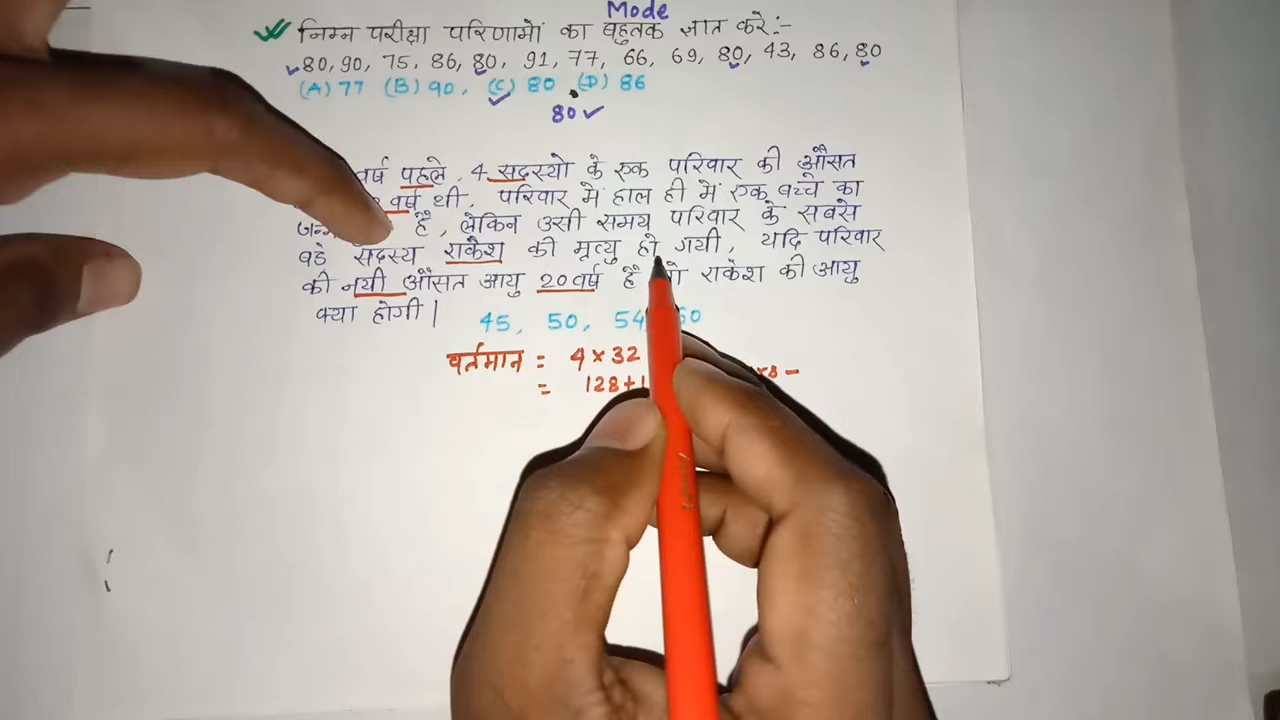 Mode
निम्न परीक्षा परिणामों का बहुतक ज्ञात करे:-
80, 90, 75, 86, 80, 91, 77, 66, 69, 80, 43, 86, 80
(A) 77 (B) 90, (C) 80 (D) 86
80
वर्ष पहले, 4 सदस्यो के एक परिवार की औसत
वर्ष थी, परिवार मे हाल ही में एक बच्चे का
है, लेकिन उसी समय परिवार के सबसे
बडे सदस्य राकेश की मृत्यु हो गयी, यदि परिवार
की नयी औसत आयु 20 वर्ष है राकेश की आयु
क्या होगी |
45, 50, 54, 60
वर्तमान = 4 × 32
= 128 +